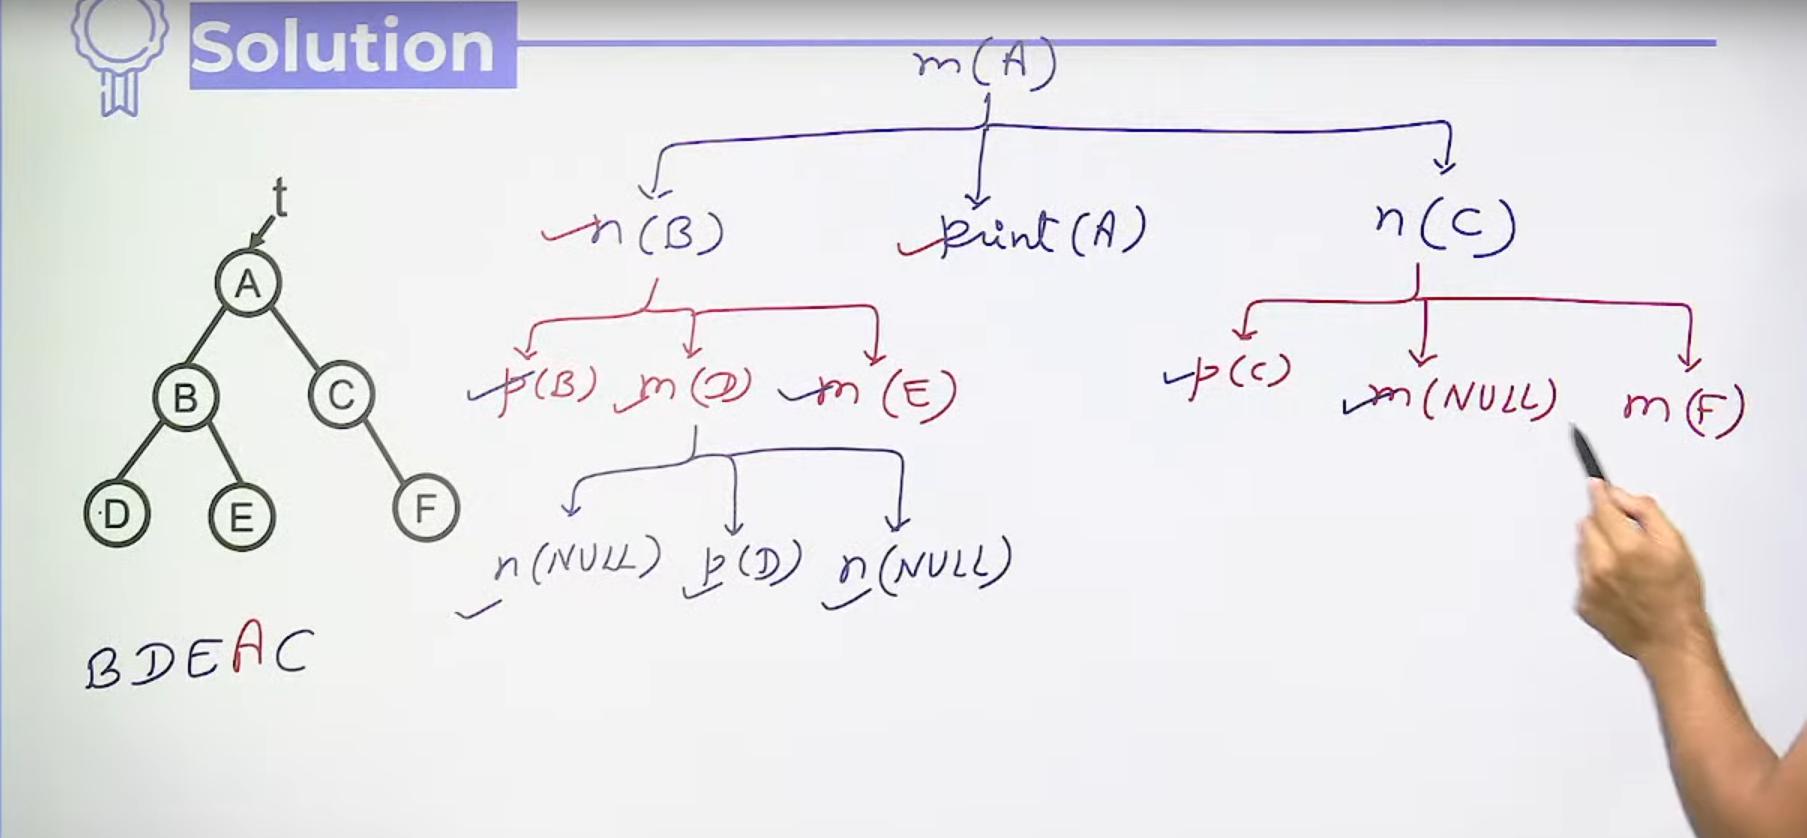 Solution
m(A)
t
n(B) print(A) n(C)
A
p(B) m(D) m(E) p(C) m(NULL) m(F)
B C
D E F
n(NULL) p(D) n(NULL)
BDEAC